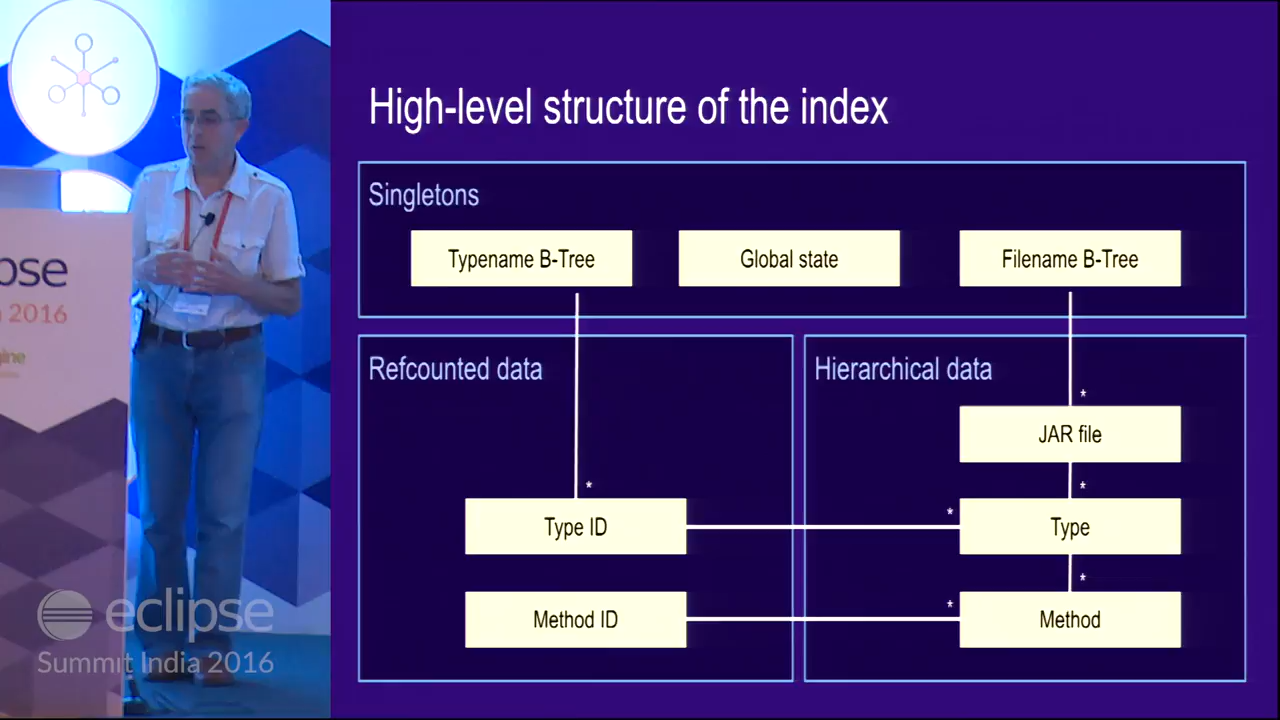 High-level structure of the index
Singletons
Typename B-Tree
Global state
Filename B-Tree
Refcounted data
Hierarchical data
*
JAR file
*
*
Type ID
*
Type
*
Method ID
*
Method
2016
eclipse
Summit India 2016